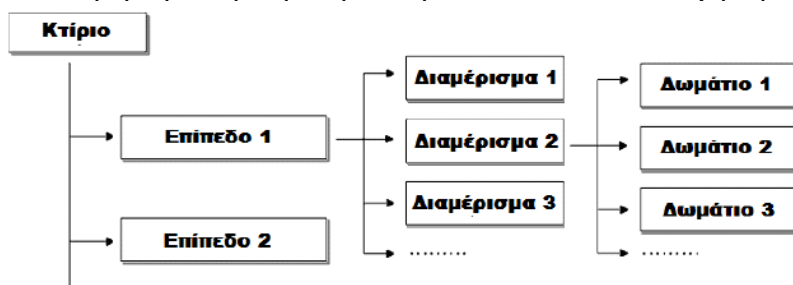 Κτίριο
Επίπεδο 1
Διαμέρισμα 1
Διαμέρισμα 2
Διαμέρισμα 3
.........
Δωμάτιο 1
Δωμάτιο 2
Δωμάτιο 3
.........
Επίπεδο 2